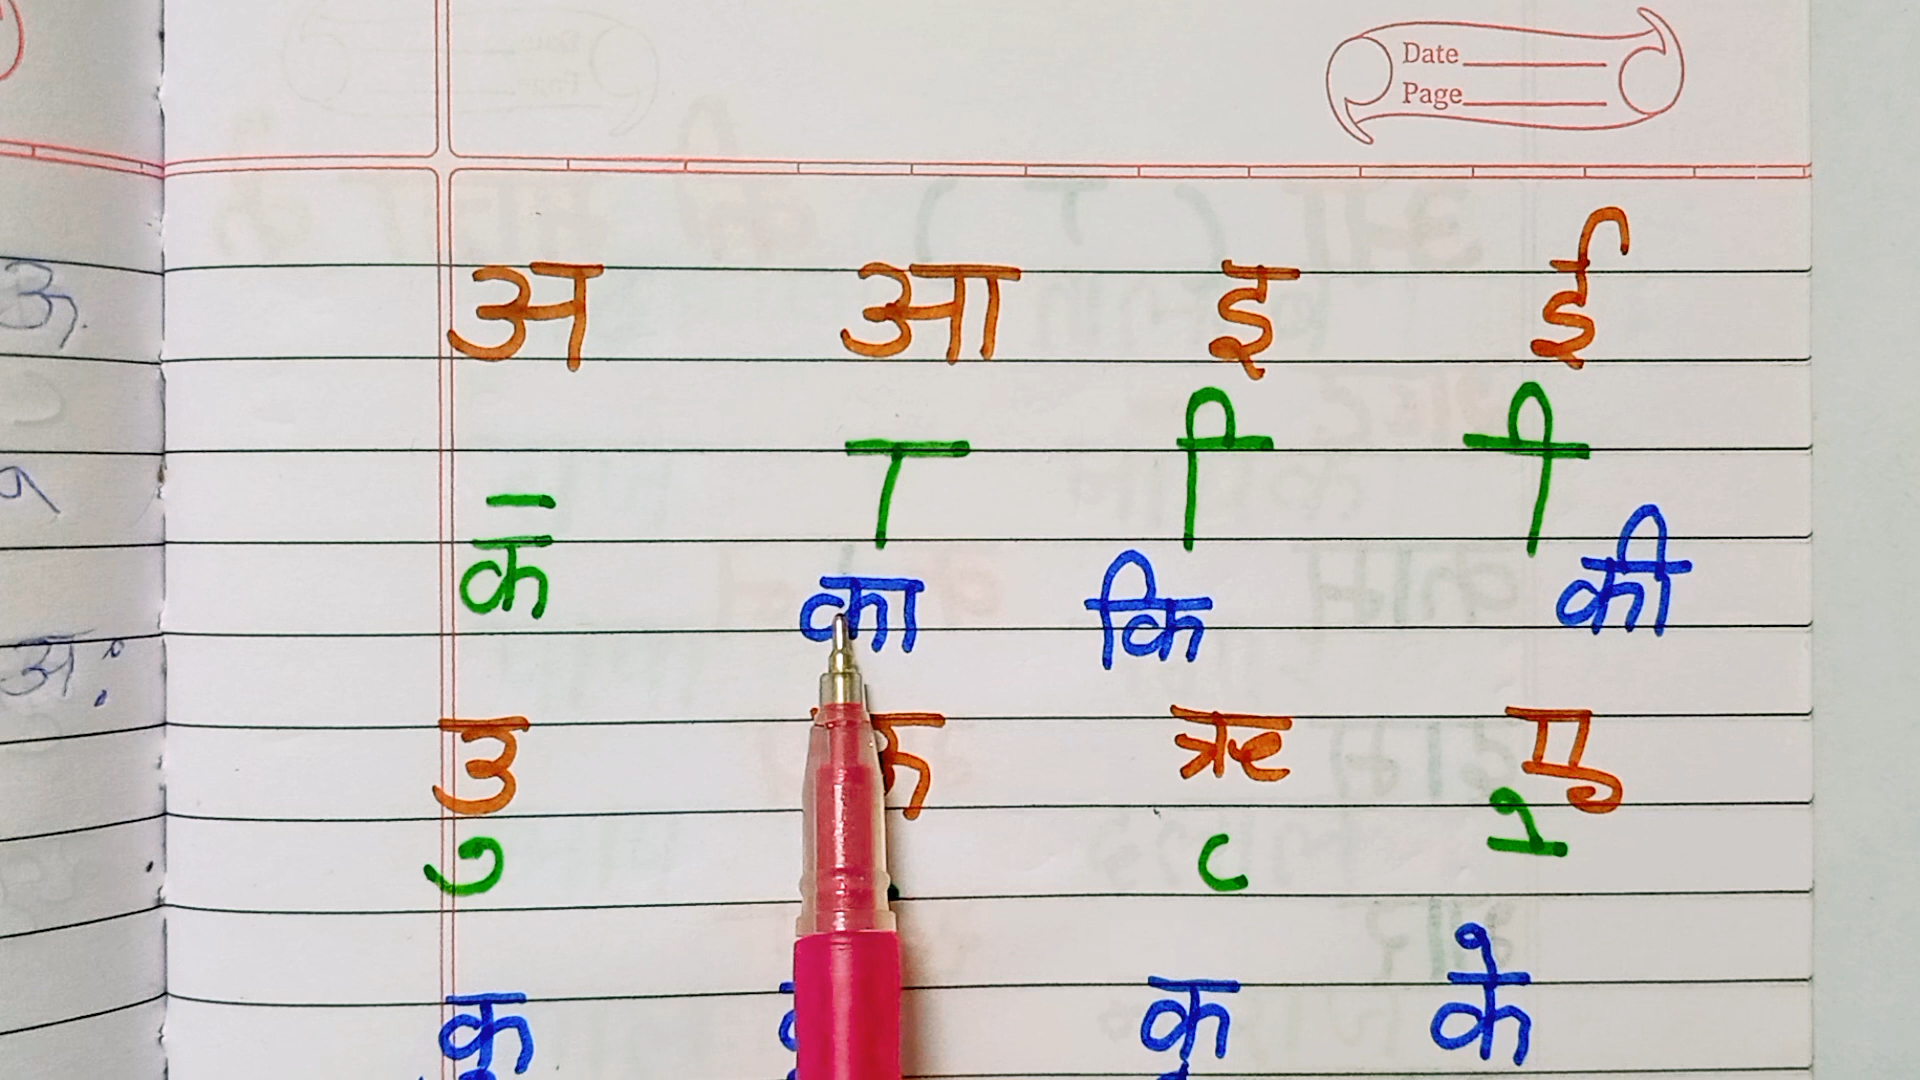 Date
Page
अ आ इ ई
- ा ि ी
क का कि की
उ ऋ ए
ु ृ े
कु कृ के
अ: